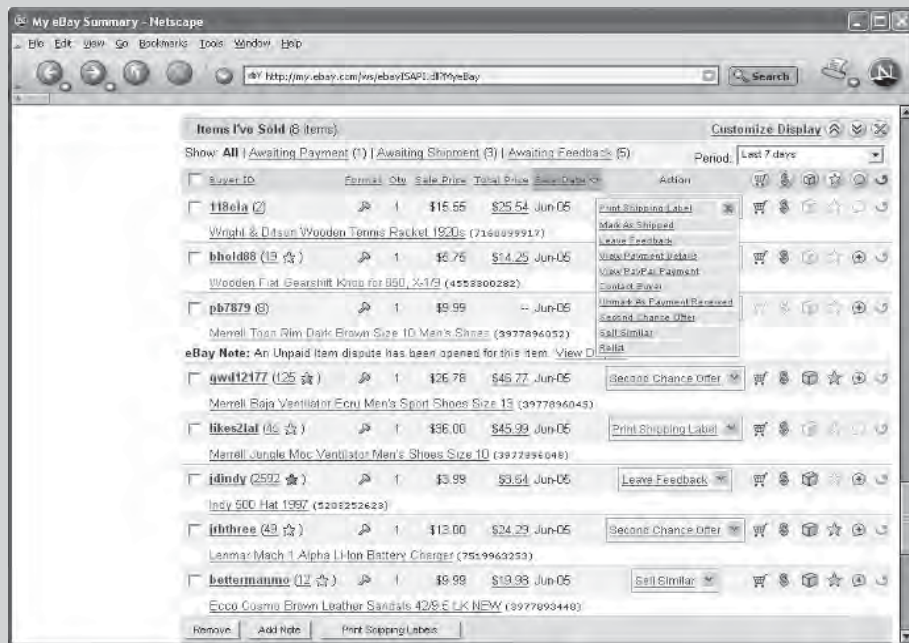 My eBay Summary - Netscape
File Edit View Go Bookmarks Tools Window Help
http://my.ebay.com/ws/ebayISAPI.dll?MyeBay Search
Items I've Sold (8 items) Customize Display
Show: All | Awaiting Payment (1) | Awaiting Shipment (3) | Awaiting Feedback (5) Period: Last 7 days
Buyer ID Format Qty Sale Price Total Price Sale Date Action
118ela (2) 1 $15.55 $25.54 Jun-05 Print Shipping Label
Mark As Shipped
Wright & Ditson Wooden Tennis Racket 1920s (7160899917)
Leave Feedback
bhold88 (19) 1 $6.75 $14.25 Jun-05 View Payment Details
View PayPal Payment
Wooden Fiat Gearshift Knob for 850, X-1/9 (4553800282)
Contact Buyer
pb7879 (8) 1 $9.99 -- Jun-05 Unmark As Payment Received
Second Chance Offer
Merrell Toon Rim Dark Brown Size 10 Men's Shoes (3977896052)
Sell Similar
eBay Note: An Unpaid Item dispute has been opened for this item. View D
Relist
qwd12177 (125) 1 $26.78 $45.77 Jun-05 Second Chance Offer
Merrell Baja Ventilator Ecru Men's Sport Shoes Size 13 (3977896045)
likes2lal (45) 1 $36.00 $45.99 Jun-05 Print Shipping Label
Merrell Jungle Moc Ventilator Men's Shoes Size 10 (3977896048)
jdindy (2592) 1 $3.99 $9.64 Jun-05 Leave Feedback
Indy 500 Hat 1997 (5208252623)
jrhthree (49) 1 $13.00 $24.29 Jun-05 Second Chance Offer
Lenmar Mach 1 Alpha Li-Ion Battery Charger (7519963253)
bettermanmo (12) 1 $9.99 $19.98 Jun-05 Sell Similar
Ecco Cosmo Brown Leather Sandals 42/8.5 E LK NEW (3977893448)
Remove Add Note Print Shipping Labels